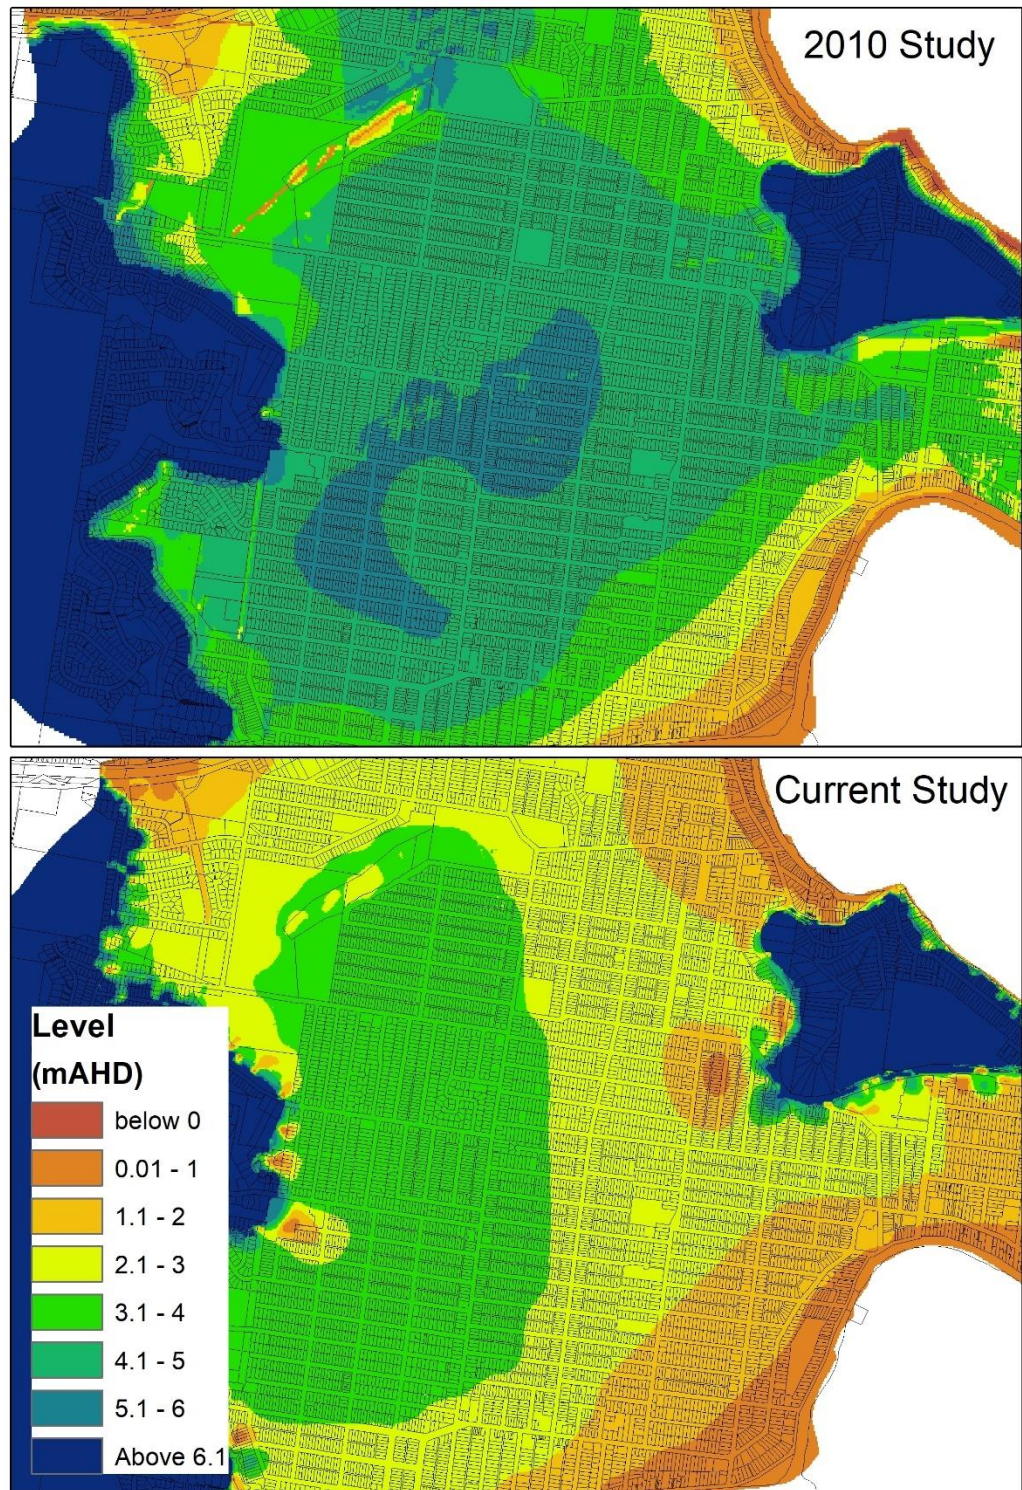 2010 Study
Current Study
Level
(mAHD)
below 0
0.01 - 1
1.1 - 2
2.1 - 3
3.1 - 4
4.1 - 5
5.1 - 6
Above 6.1